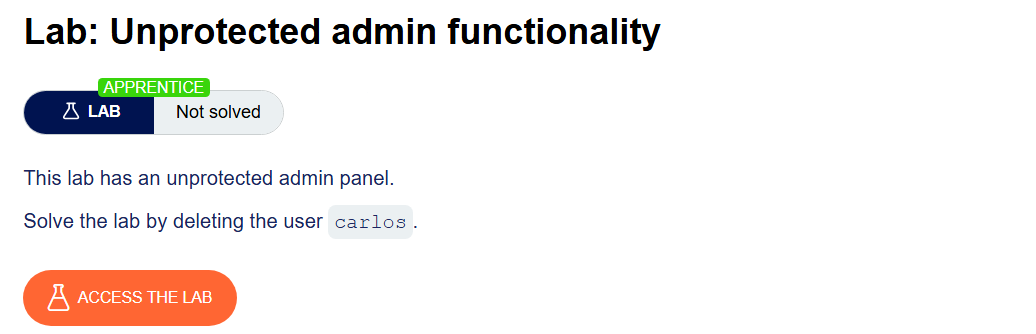 Lab: Unprotected admin functionality
APPRENTICE
LAB Not solved
This lab has an unprotected admin panel.
Solve the lab by deleting the user carlos.
ACCESS THE LAB